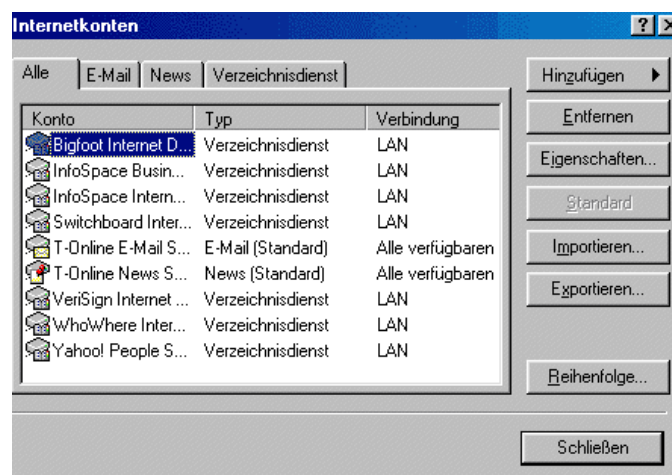 Internetkonten
Alle E-Mail News Verzeichnisdienst
Konto Typ Verbindung
Bigfoot Internet D... Verzeichnisdienst LAN
InfoSpace Busin... Verzeichnisdienst LAN
InfoSpace Intern... Verzeichnisdienst LAN
Switchboard Inter... Verzeichnisdienst LAN
T-Online E-Mail S... E-Mail (Standard) Alle verfügbaren
T-Online News S... News (Standard) Alle verfügbaren
VeriSign Internet ... Verzeichnisdienst LAN
WhoWhere Inter... Verzeichnisdienst LAN
Yahoo! People S... Verzeichnisdienst LAN
Hinzufügen
Entfernen
Eigenschaften...
Standard
Importieren...
Exportieren...
Reihenfolge...
Schließen